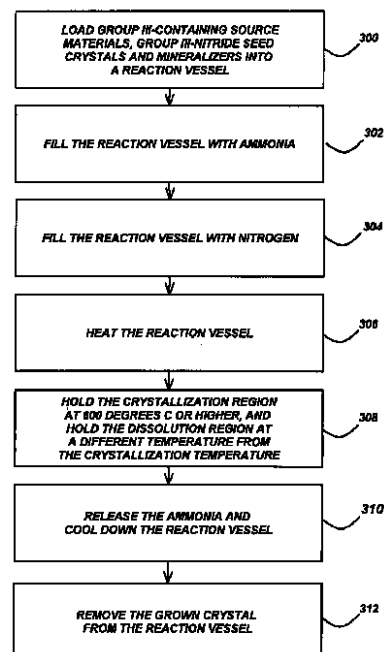 LOAD GROUP III-CONTAINING SOURCE
MATERIALS, GROUP III-NITRIDE SEED
CRYSTALS AND MINERALIZERS INTO
A REACTION VESSEL
300
FILL THE REACTION VESSEL WITH AMMONIA
302
FILL THE REACTION VESSEL WITH NITROGEN
304
HEAT THE REACTION VESSEL
306
HOLD THE CRYSTALLIZATION REGION
AT 600 DEGREES C OR HIGHER, AND
HOLD THE DISSOLUTION REGION AT
A DIFFERENT TEMPERATURE FROM
THE CRYSTALLIZATION TEMPERATURE
308
RELEASE THE AMMONIA AND
COOL DOWN THE REACTION VESSEL
310
REMOVE THE GROWN CRYSTAL
FROM THE REACTION VESSEL
312